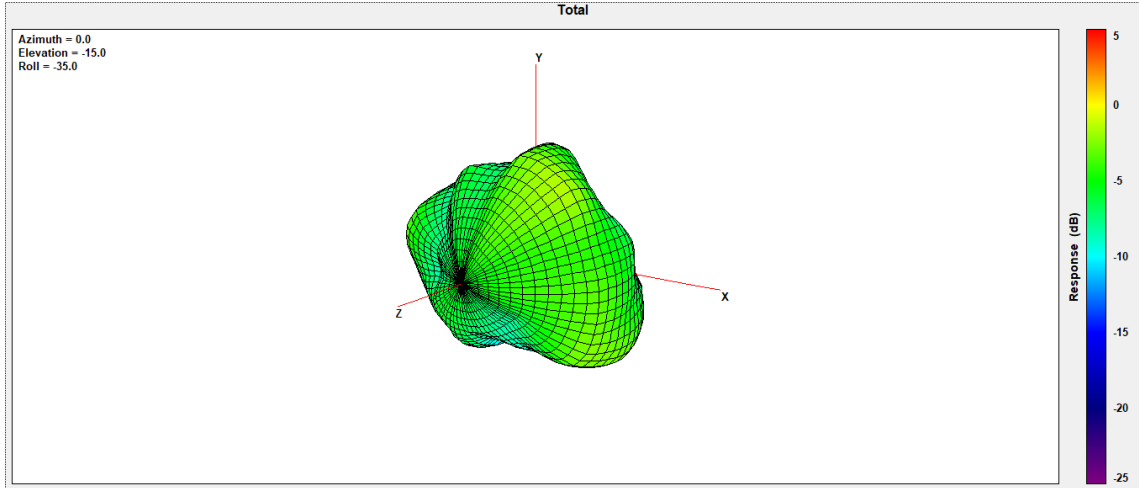 Total
Azimuth = 0.0
Elevation = -15.0
Roll = -35.0
Y
X
Z
5
0
-5
-10
-15
-20
-25
Response (dB)